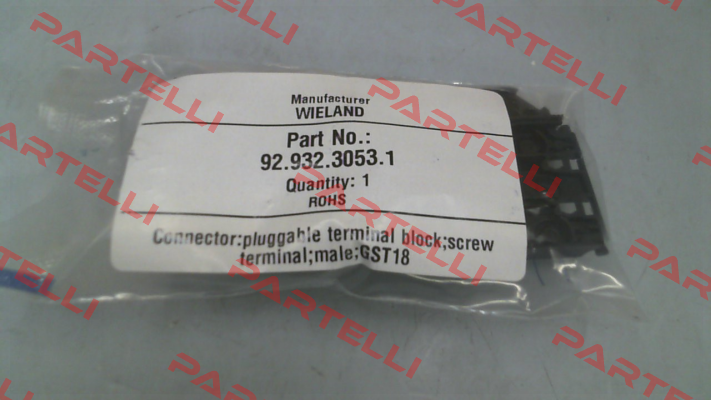 Manufacturer
WIELAND
Part No.:
92.932.3053.1
Quantity: 1
ROHS
Connector:pluggable terminal block;screw
terminal;male;GST18
PARTELLI
PARTELLI
PARTELLI
PARTELLI
PARTELLI
PARTELLI
PARTELLI